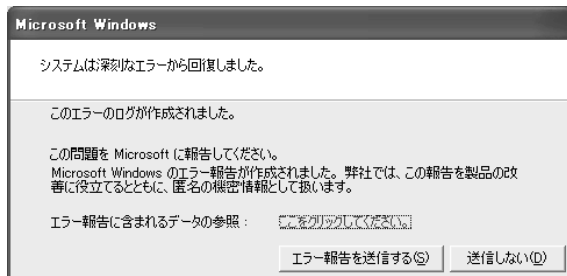 Microsoft Windows
システムは深刻なエラーから回復しました。
このエラーのログが作成されました。
この問題を Microsoft に報告してください。
Microsoft Windows のエラー報告が作成されました。弊社では、この報告を製品の改
善に役立てるとともに、匿名の機密情報として扱います。
エラー報告に含まれるデータの参照： ここをクリックしてください。
エラー報告を送信する(S) 送信しない(D)